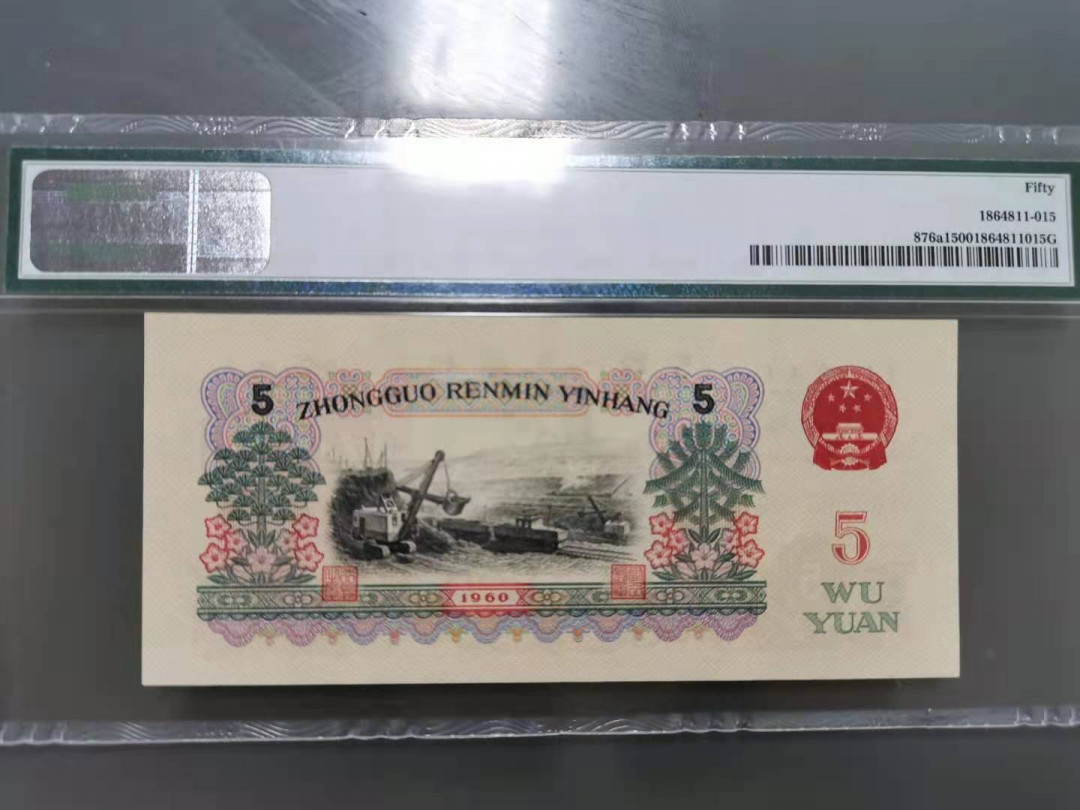 Fifty
1864811-015
876a15001864811015G
5 ZHONGGUO RENMIN YINHANG 5
5
1960
WU
YUAN